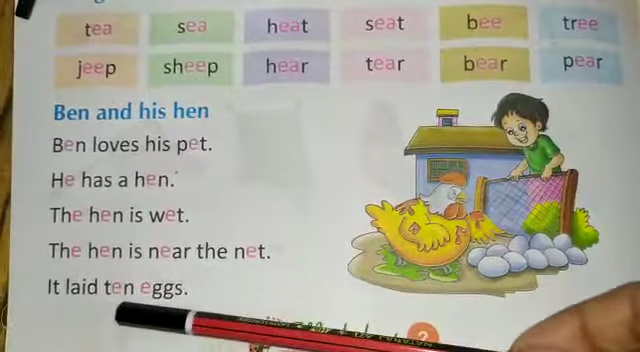 tea sea heat seat bee tree
jeep sheep hear tear bear pear
Ben and his hen
Ben loves his pet.
He has a hen.
The hen is wet.
The hen is near the net.
It laid ten eggs.
NATARAJ
?